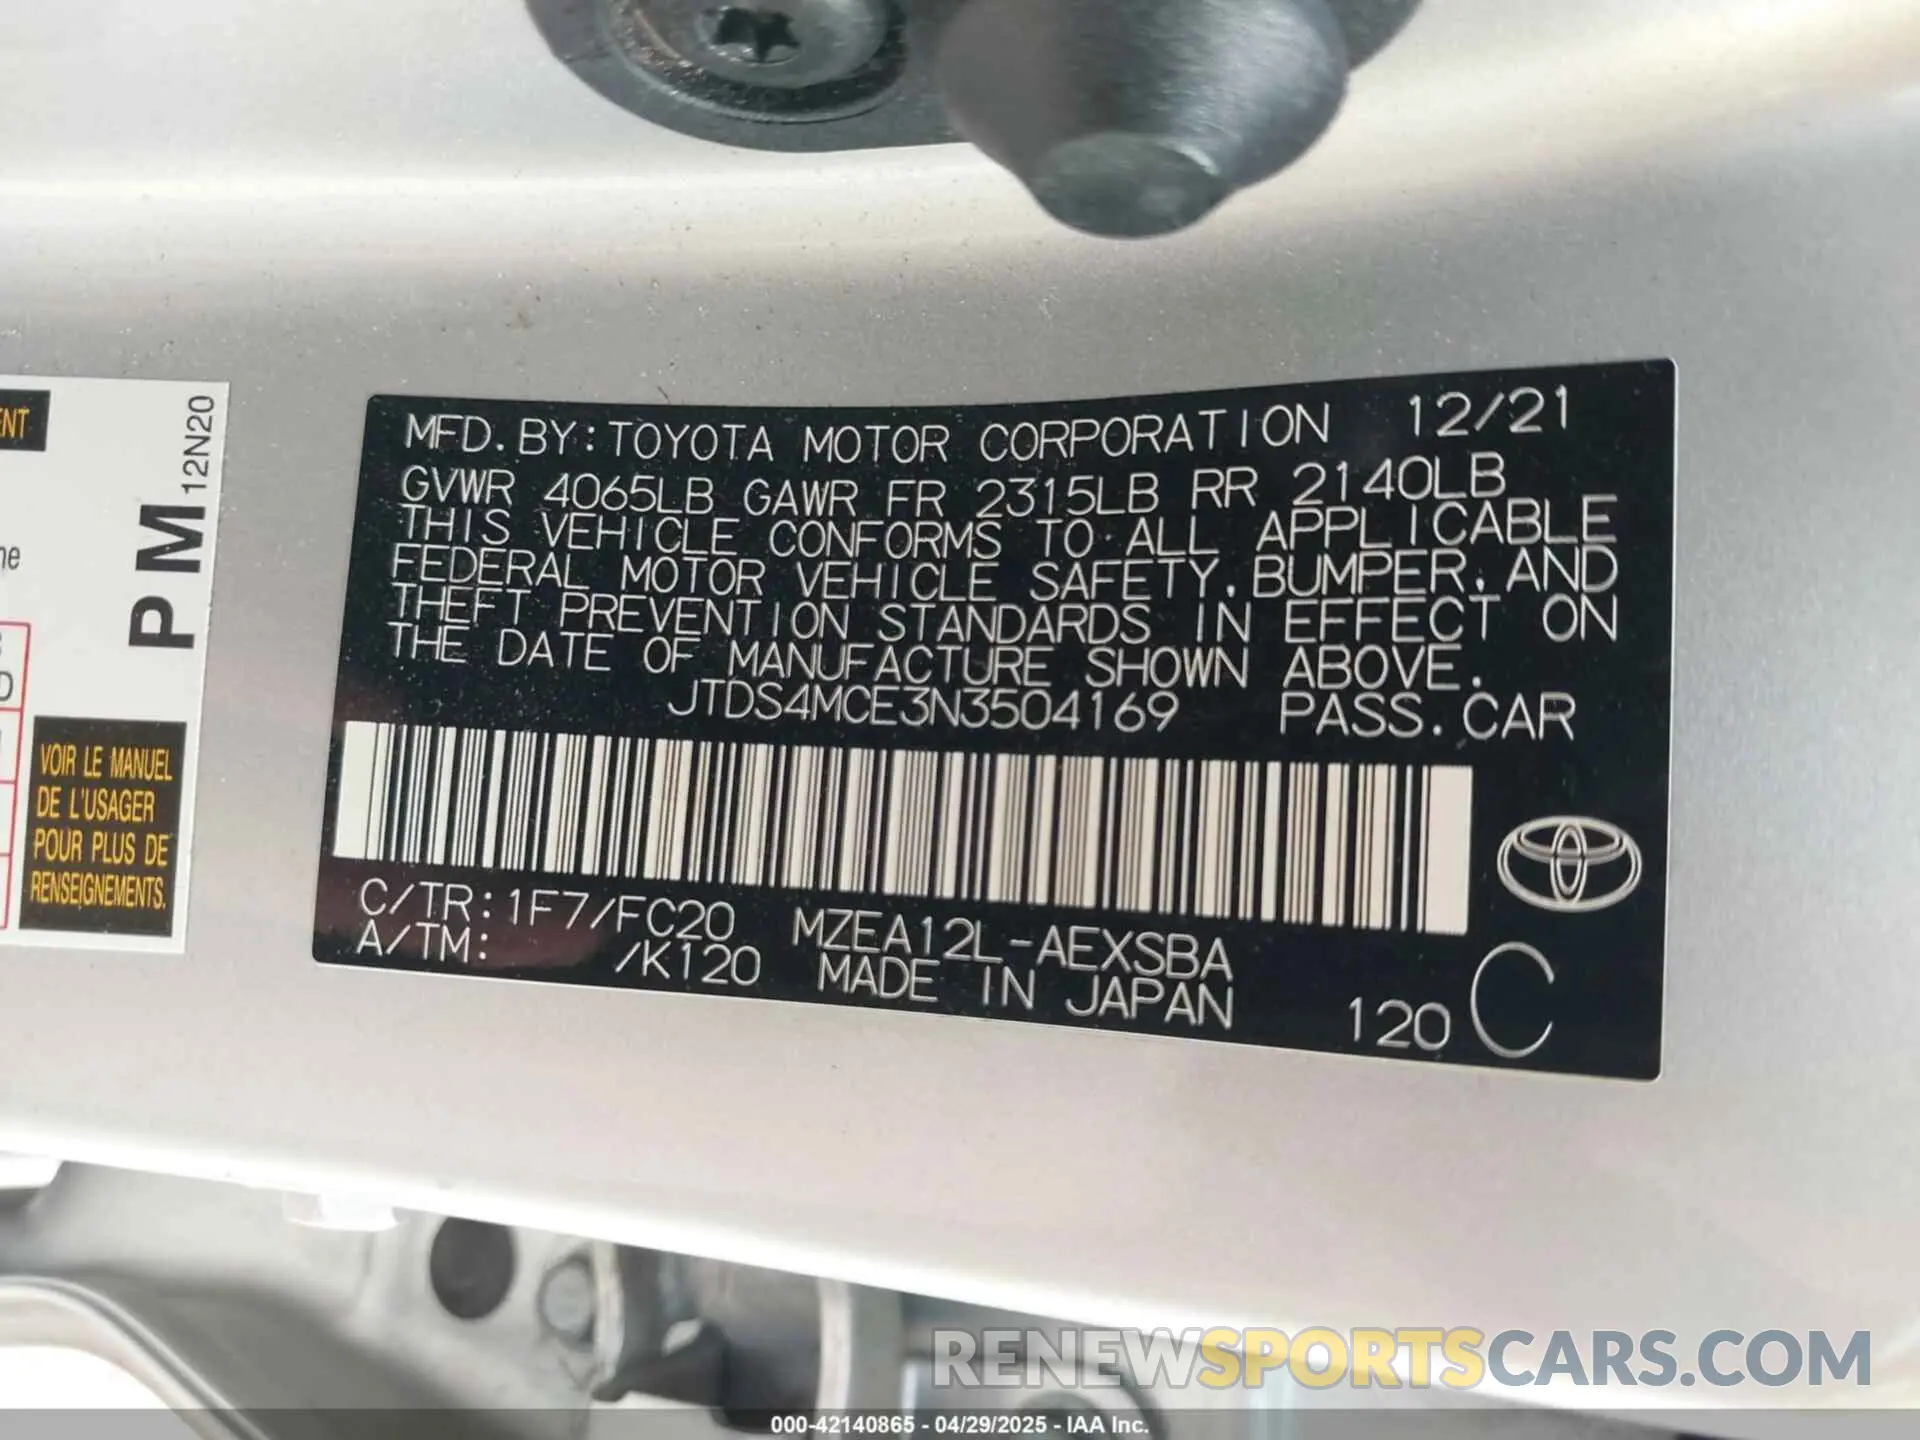 ENT
PM 12N20
VOIR LE MANUEL
DE L'USAGER
POUR PLUS DE
RENSEIGNEMENTS.
MFD.BY:TOYOTA MOTOR CORPORATION 12/21
GVWR 4065LB GAWR FR 2315LB RR 2140LB
THIS VEHICLE CONFORMS TO ALL APPLICABLE
FEDERAL MOTOR VEHICLE SAFETY,BUMPER,AND
THEFT PREVENTION STANDARDS IN EFFECT ON
THE DATE OF MANUFACTURE SHOWN ABOVE.
JTDS4MCE3N3504169 PASS.CAR
C/TR:1F7/FC20 MZEA12L-AEXSBA
A/TM: /K120 MADE IN JAPAN 120 C
RENEWSPORTSCARS.COM
000-42140865 - 04/29/2025 - IAA Inc.